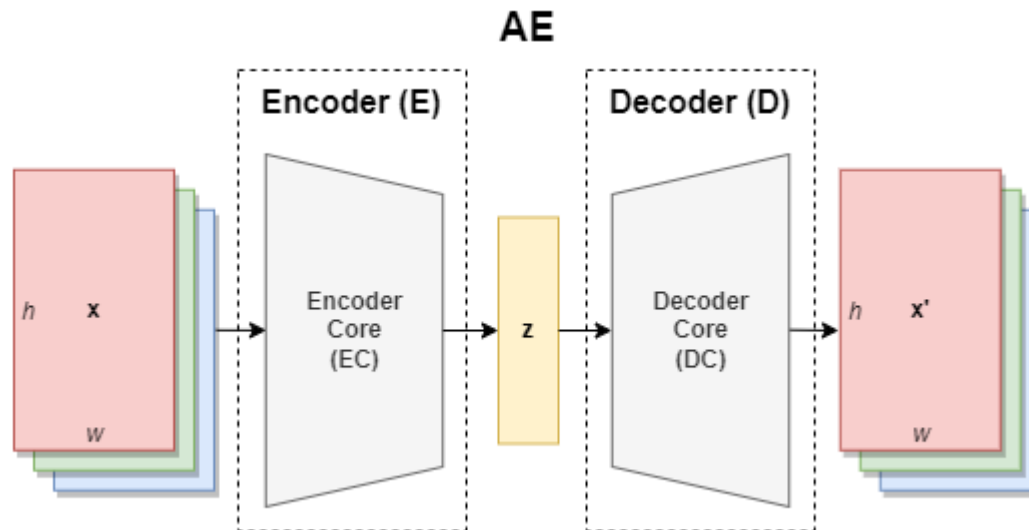 AE
Encoder (E)
Decoder (D)
h
x
w
Encoder
Core
(EC)
z
Decoder
Core
(DC)
h
x'
w